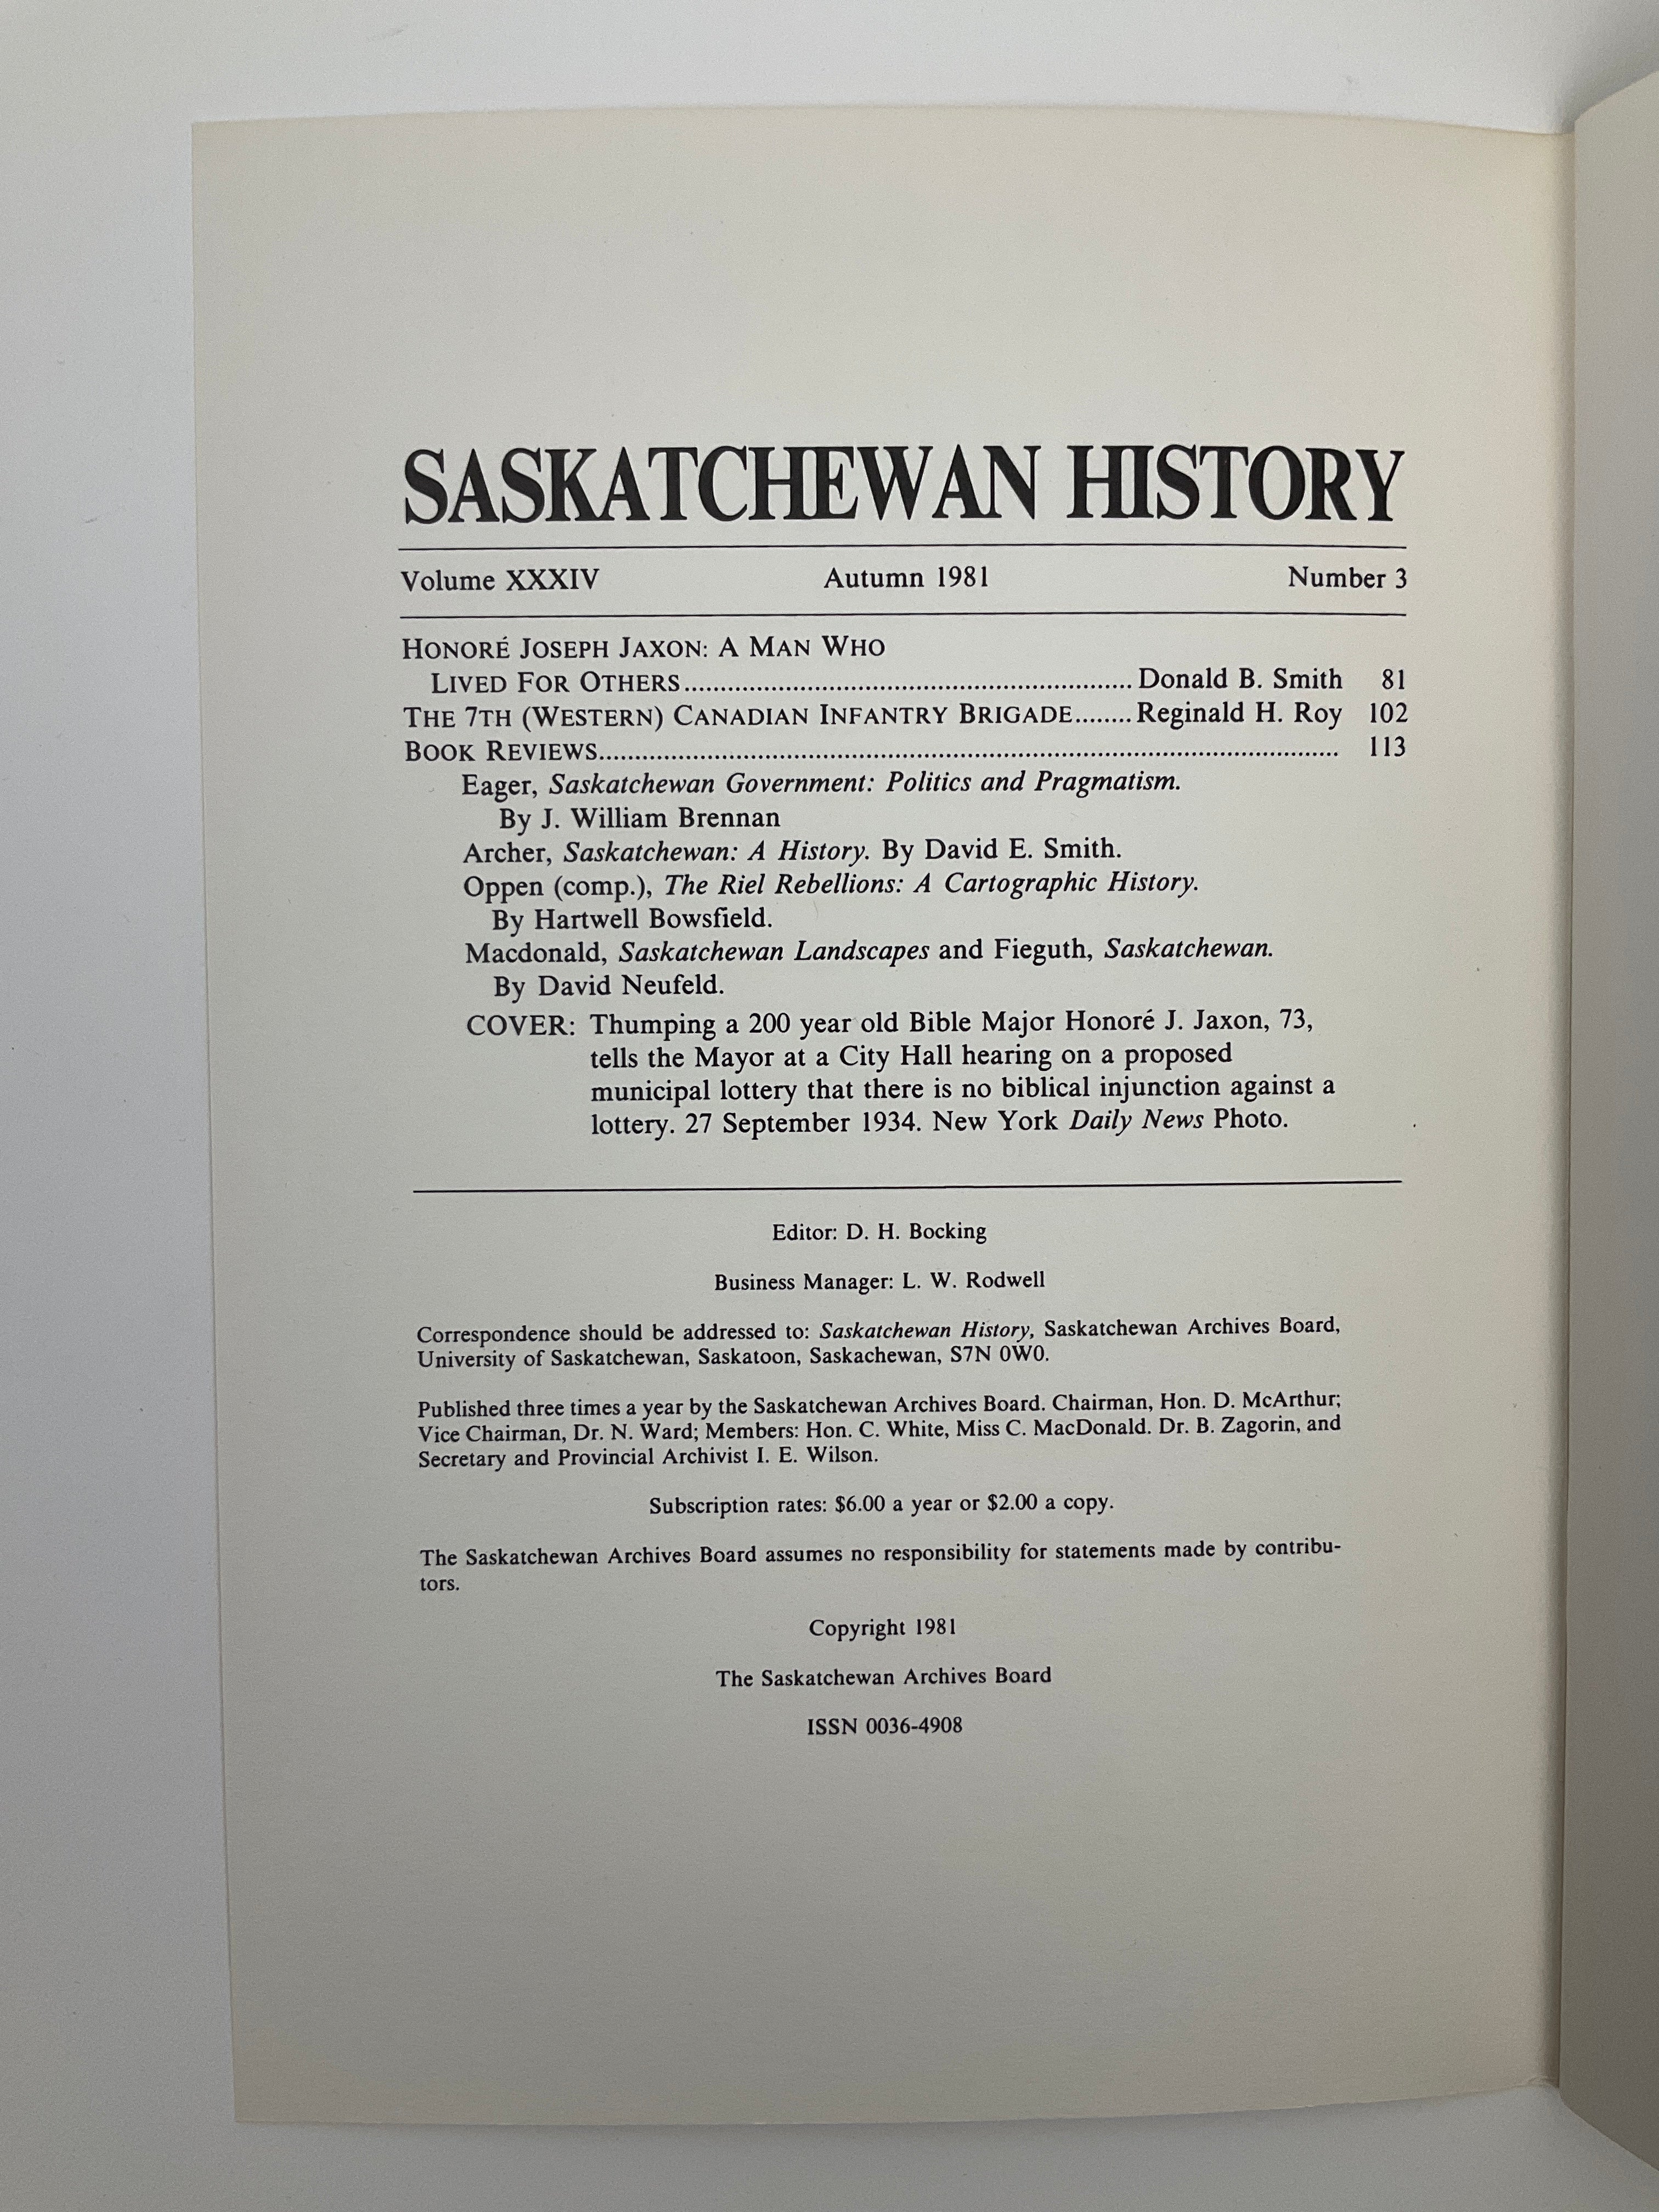 SASKATCHEWAN HISTORY
Volume XXXIV Autumn 1981 Number 3
HONORÉ JOSEPH JAXON: A MAN WHO
LIVED FOR OTHERS.............................................................. Donald B. Smith 81
THE 7TH (WESTERN) CANADIAN INFANTRY BRIGADE........ Reginald H. Roy 102
BOOK REVIEWS....................................................................................................... 113
Eager, Saskatchewan Government: Politics and Pragmatism.
By J. William Brennan
Archer, Saskatchewan: A History. By David E. Smith.
Oppen (comp.), The Riel Rebellions: A Cartographic History.
By Hartwell Bowsfield.
Macdonald, Saskatchewan Landscapes and Fieguth, Saskatchewan.
By David Neufeld.
COVER: Thumping a 200 year old Bible Major Honoré J. Jaxon, 73,
tells the Mayor at a City Hall hearing on a proposed
municipal lottery that there is no biblical injunction against a
lottery. 27 September 1934. New York Daily News Photo.
Editor: D. H. Bocking
Business Manager: L. W. Rodwell
Correspondence should be addressed to: Saskatchewan History, Saskatchewan Archives Board,
University of Saskatchewan, Saskatoon, Saskachewan, S7N 0W0.
Published three times a year by the Saskatchewan Archives Board. Chairman, Hon. D. McArthur;
Vice Chairman, Dr. N. Ward; Members: Hon. C. White, Miss C. MacDonald. Dr. B. Zagorin, and
Secretary and Provincial Archivist I. E. Wilson.
Subscription rates: $6.00 a year or $2.00 a copy.
The Saskatchewan Archives Board assumes no responsibility for statements made by contribu-
tors.
Copyright 1981
The Saskatchewan Archives Board
ISSN 0036-4908